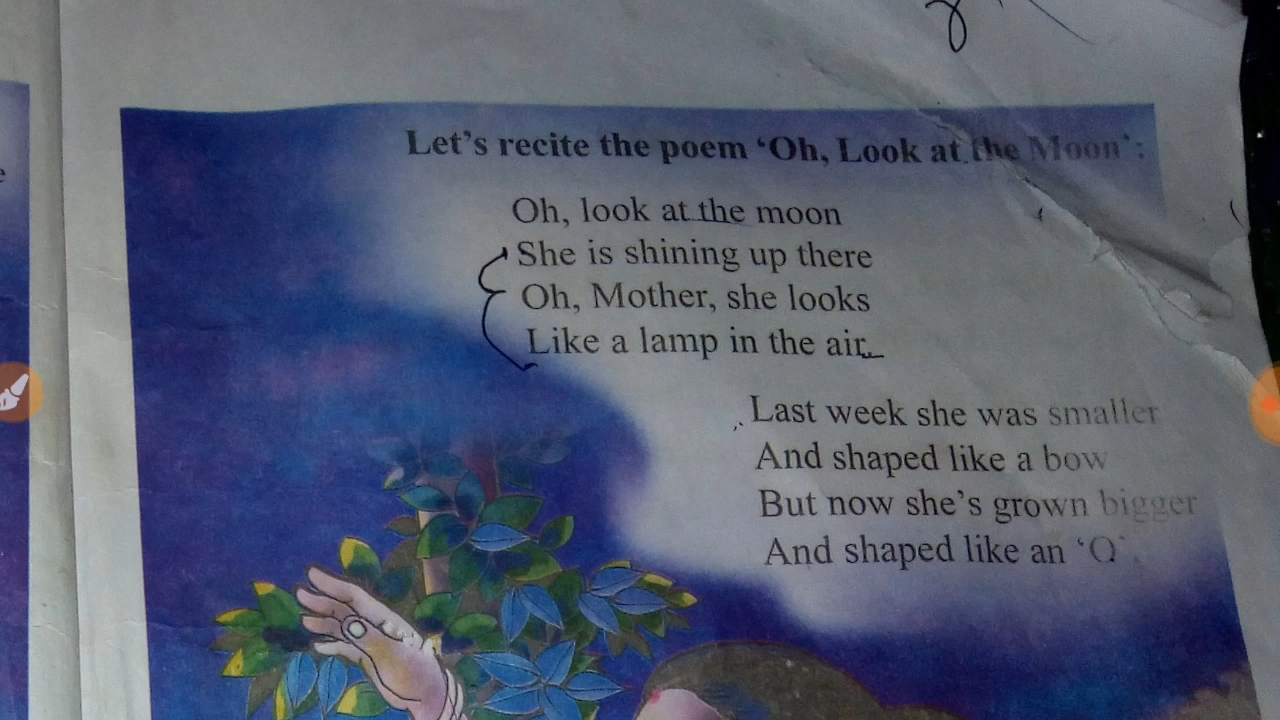 Let's recite the poem ‘Oh, Look at the Moon’:
Oh, look at the moon
She is shining up there
Oh, Mother, she looks
Like a lamp in the air.
Last week she was smaller
And shaped like a bow
But now she's grown bigger
And shaped like an ‘O’.